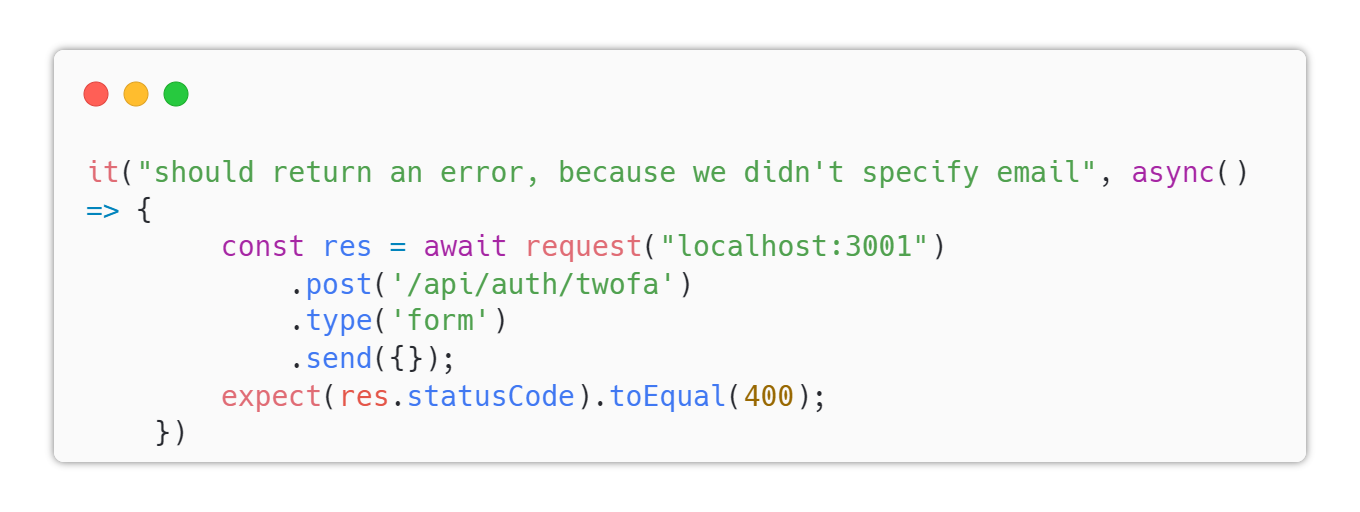 it("should return an error, because we didn't specify email", async()
=> {
        const res = await request("localhost:3001")
            .post('/api/auth/twofa')
            .type('form')
            .send({});
        expect(res.statusCode).toEqual(400);
    })